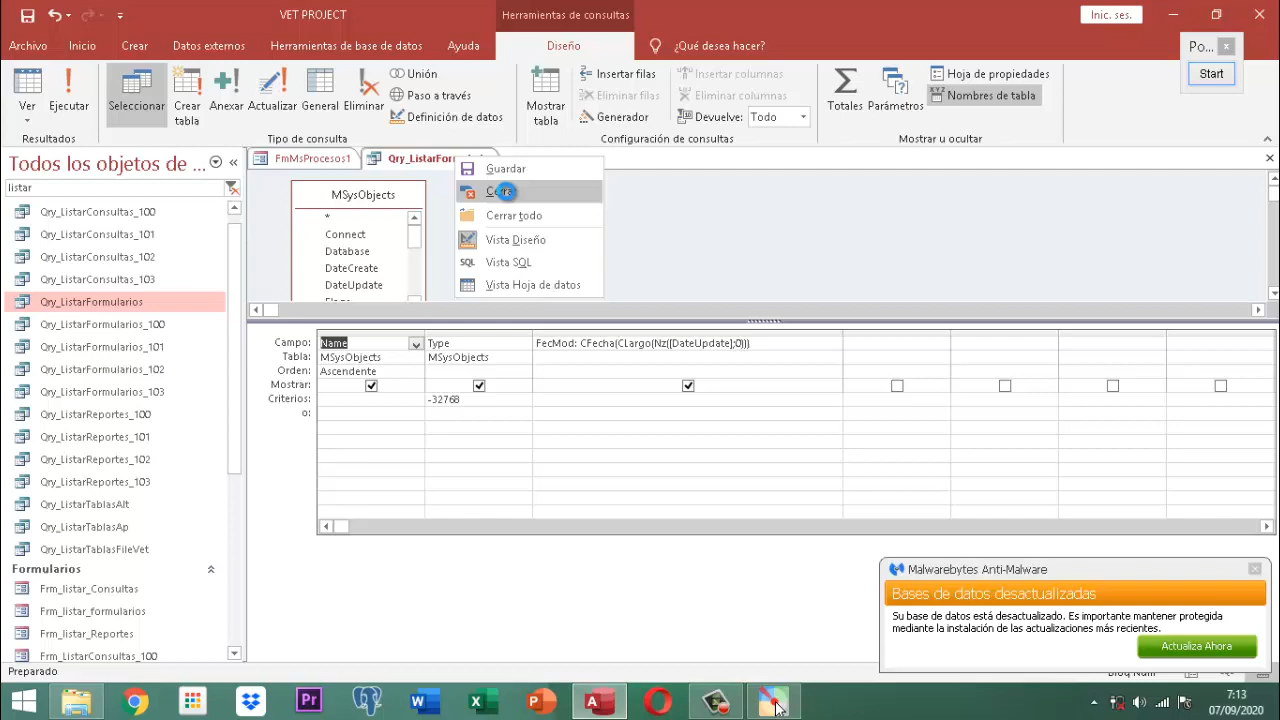 VET PROJECT
Herramientas de consultas
Inic. ses.
Archivo
Inicio
Crear
Datos externos
Herramientas de base de datos
Ayuda
Diseño
¿Qué desea hacer?
Po...
Start
Ver
Ejecutar
Seleccionar
Crear tabla
Anexar
Actualizar
General
Eliminar
Unión
Paso a través
Definición de datos
Mostrar tabla
Insertar filas
Eliminar filas
Generador
Insertar columnas
Eliminar columnas
Devuelve: Todo
Totales
Parámetros
Hoja de propiedades
Nombres de tabla
Resultados
Tipo de consulta
Configuración de consultas
Mostrar u ocultar
Todos los objetos de ...
listar
Qry_ListarConsultas_100
Qry_ListarConsultas_101
Qry_ListarConsultas_102
Qry_ListarConsultas_103
Qry_ListarFormularios
Qry_ListarFormularios_100
Qry_ListarFormularios_101
Qry_ListarFormularios_102
Qry_ListarFormularios_103
Qry_ListarReportes_100
Qry_ListarReportes_101
Qry_ListarReportes_102
Qry_ListarReportes_103
Qry_ListarTablasAlt
Qry_ListarTablasAp
Qry_ListarTablasFileVet
Formularios
Frm_listar_Consultas
Frm_listar_formularios
Frm_listar_Reportes
Frm_ListarConsultas_100
FmMsProcesos1
MSysObjects
*
Connect
Database
DateCreate
DateUpdate
Guardar
Cerrar todo
Vista Diseño
SQL Vista SQL
Vista Hoja de datos
Campo: Name Type FecMod: CFecha(CLargo(Nz([DateUpdate];0)))
Tabla: MSysObjects MSysObjects
Orden: Ascendente
Mostrar:
Criterios: -32768
o:
Malwarebytes Anti-Malware
Bases de datos desactualizadas
Su base de datos está desactualizado. Es importante mantener protegida
mediante la instalación de las actualizaciones más recientes.
Actualiza Ahora
Preparado
Bloq Num
Pr
7:13
07/09/2020